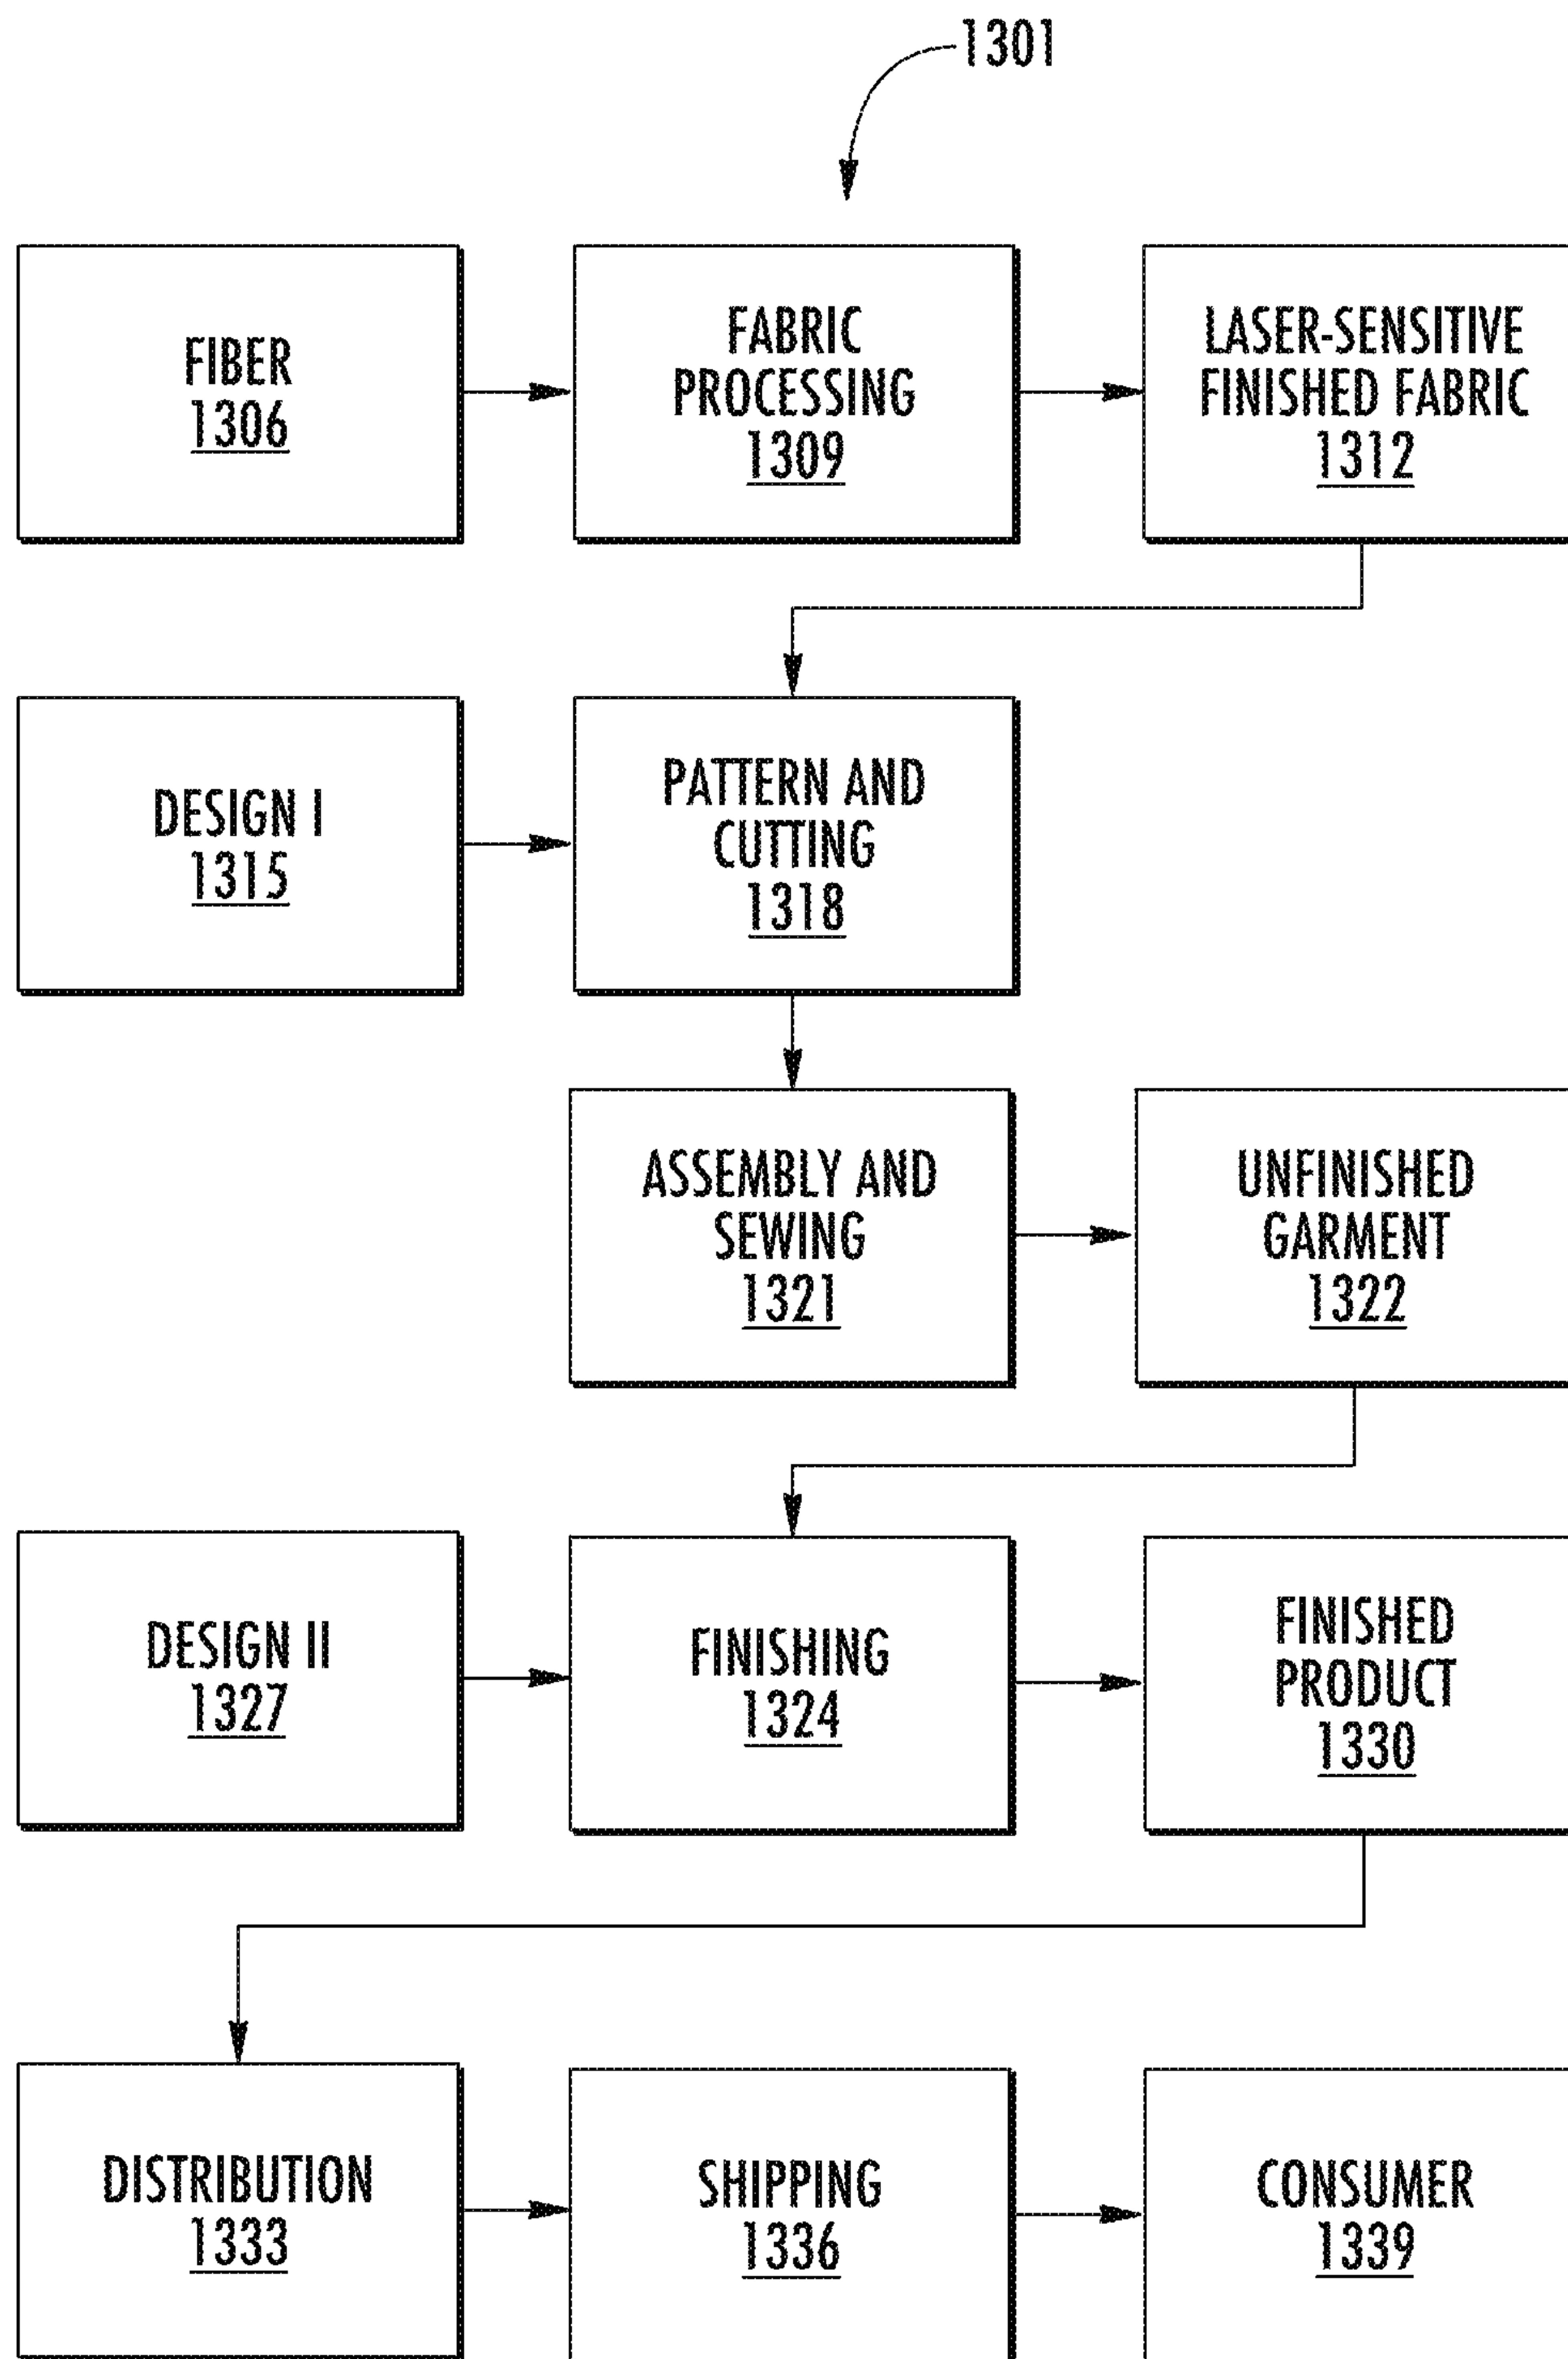 1301
FIBER
1306
FABRIC
PROCESSING
1309
LASER-SENSITIVE
FINISHED FABRIC
1312
DESIGN I
1315
PATTERN AND
CUTTING
1318
ASSEMBLY AND
SEWING
1321
UNFINISHED
GARMENT
1322
DESIGN II
1327
FINISHING
1324
FINISHED
PRODUCT
1330
DISTRIBUTION
1333
SHIPPING
1336
CONSUMER
1339